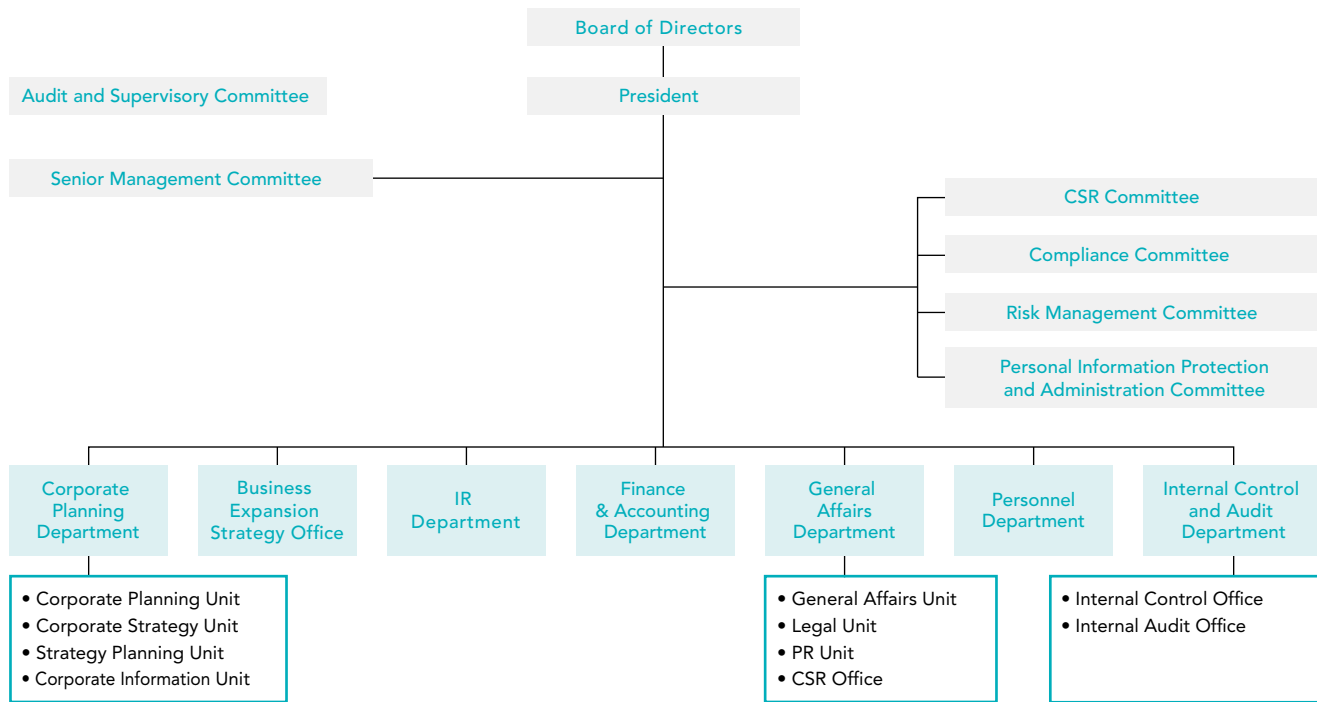 Board of Directors
Audit and Supervisory Committee
President
Senior Management Committee
CSR Committee
Compliance Committee
Risk Management Committee
Personal Information Protection
and Administration Committee
Corporate
Planning
Department
Business
Expansion
Strategy Office
IR
Department
Finance
& Accounting
Department
General
Affairs
Department
Personnel
Department
Internal Control
and Audit
Department
• Corporate Planning Unit
• Corporate Strategy Unit
• Strategy Planning Unit
• Corporate Information Unit
• General Affairs Unit
• Legal Unit
• PR Unit
• CSR Office
• Internal Control Office
• Internal Audit Office